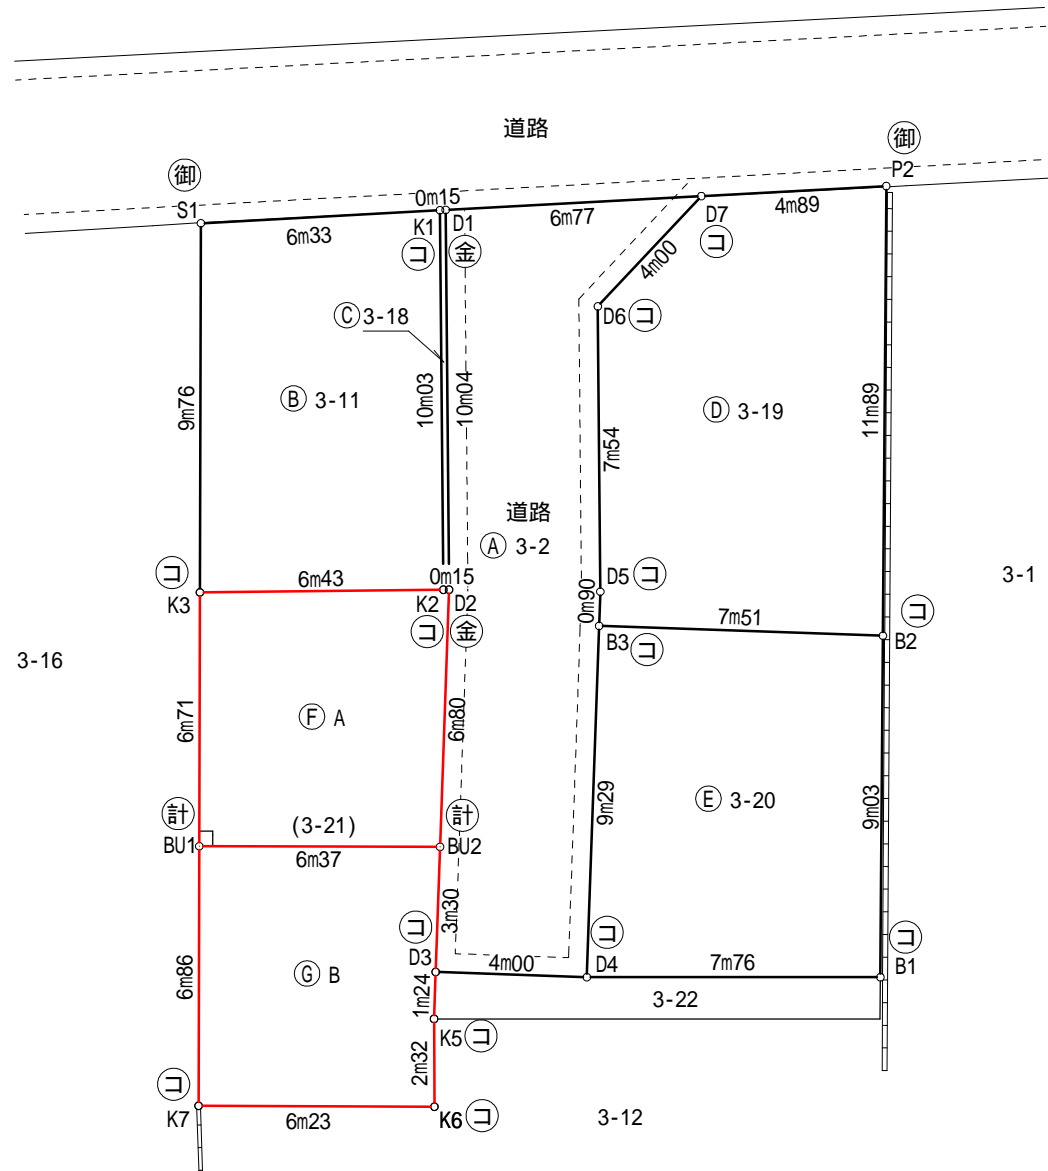 道路
御
御
P2
S1
0m15
K1
D1
6m77
D7
4m89
6m33
コ
金
コ
4m00
Ⓒ 3-18
D6 コ
Ⓑ 3-11
9m76
10m03
10m04
7m54
Ⓓ 3-19
11m89
道路
Ⓐ 3-2
コ
6m43
0m15
K3
K2
D2
コ
金
D5 コ
0m90
7m51
B3
コ
コ
B2
3-1
3-16
6m71
Ⓕ A
6m80
計
計
(3-21)
BU1
BU2
6m37
9m29
Ⓔ 3-20
9m03
3m30
コ
コ
コ
D3
4m00
D4
7m76
B1
6m86
Ⓖ B
1m24
3-22
K5 コ
2m32
コ
K7
6m23
K6 コ
3-12